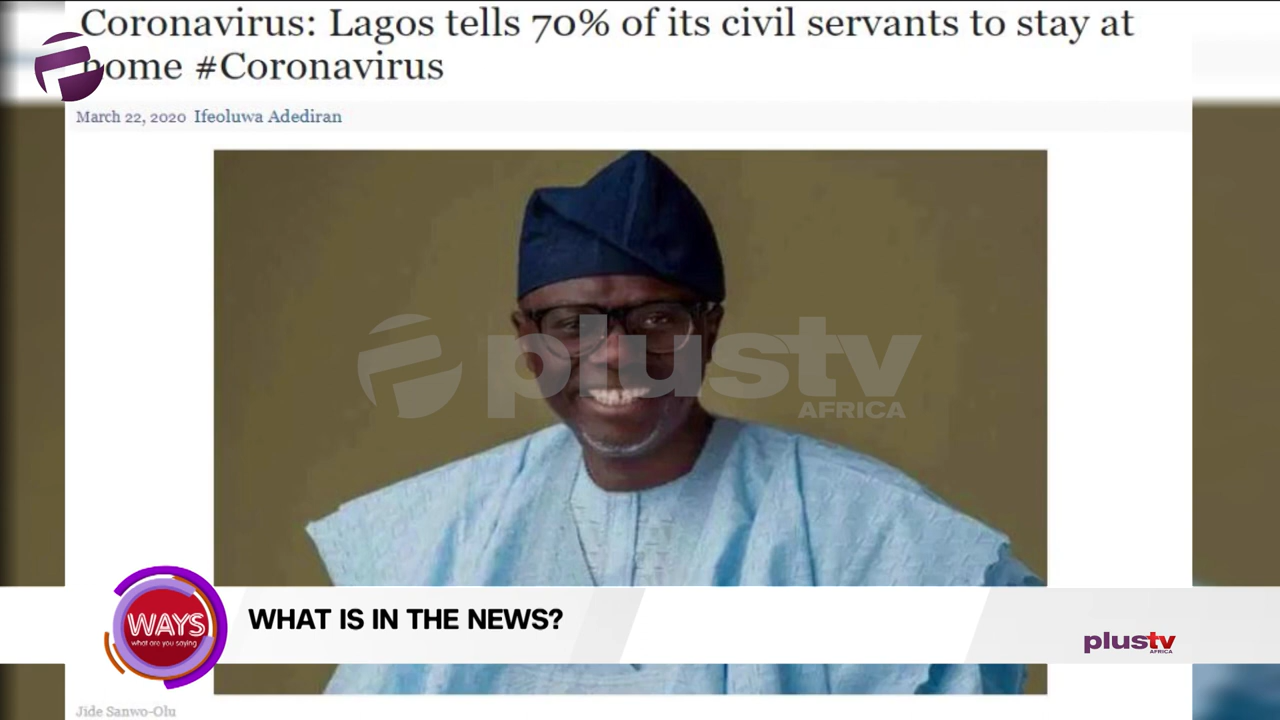 Coronavirus: Lagos tells 70% of its civil servants to stay at
home #Coronavirus
March 22, 2020 Ifeoluwa Adediran
plustv
AFRICA
WAYS
what are you saying
WHAT IS IN THE NEWS?
plustv
AFRICA
Jide Sanwo-Olu